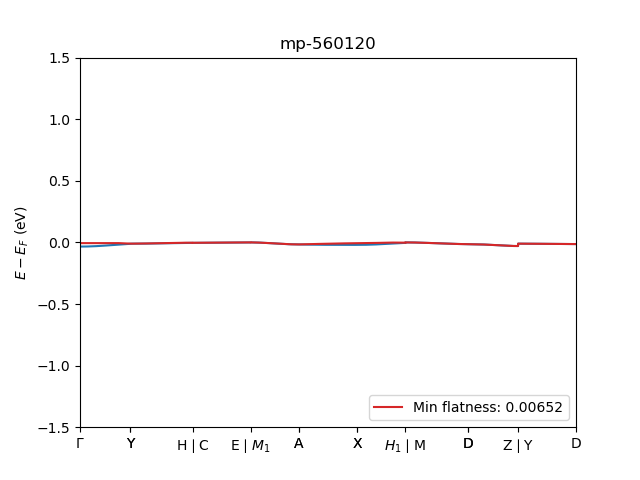 mp-560120
E − E_F (eV)
1.5
1.0
0.5
0.0
−0.5
−1.0
−1.5
Min flatness: 0.00652
Γ Y H | C E | M₁ A X H₁ | M D Z | Y D